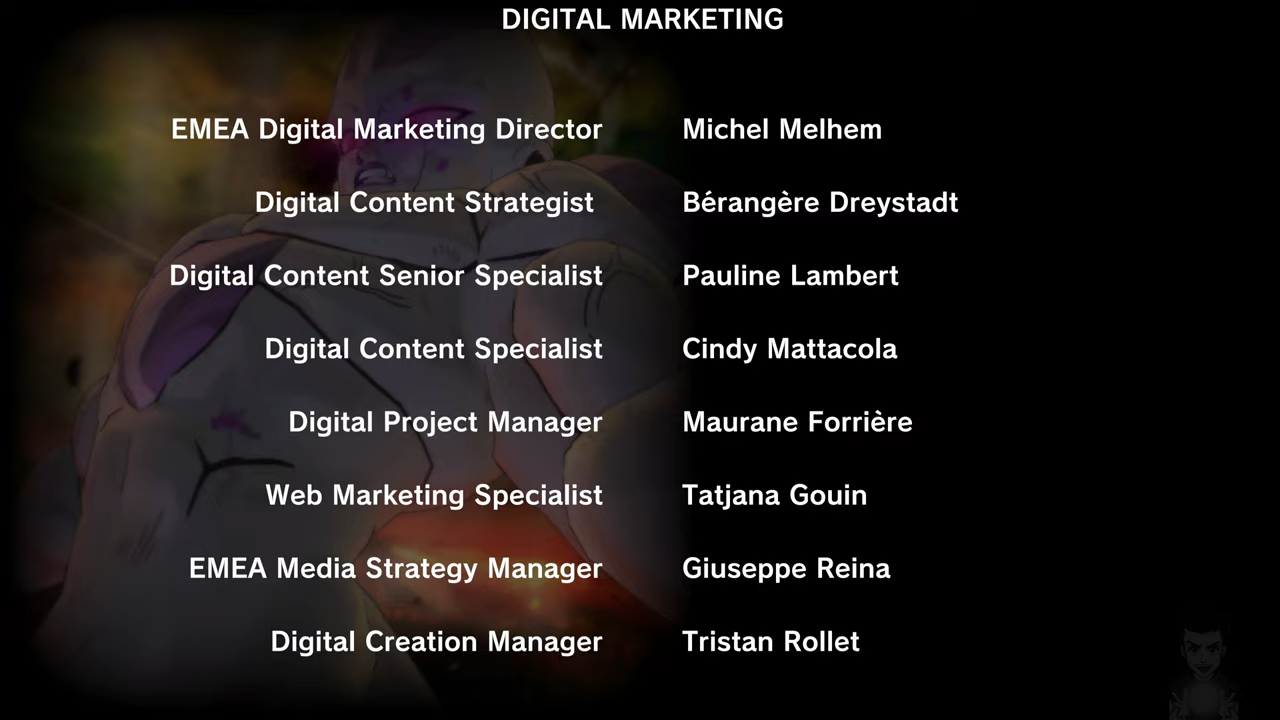 DIGITAL MARKETING
EMEA Digital Marketing Director Michel Melhem
Digital Content Strategist Bérangère Dreystadt
Digital Content Senior Specialist Pauline Lambert
Digital Content Specialist Cindy Mattacola
Digital Project Manager Maurane Forrière
Web Marketing Specialist Tatjana Gouin
EMEA Media Strategy Manager Giuseppe Reina
Digital Creation Manager Tristan Rollet